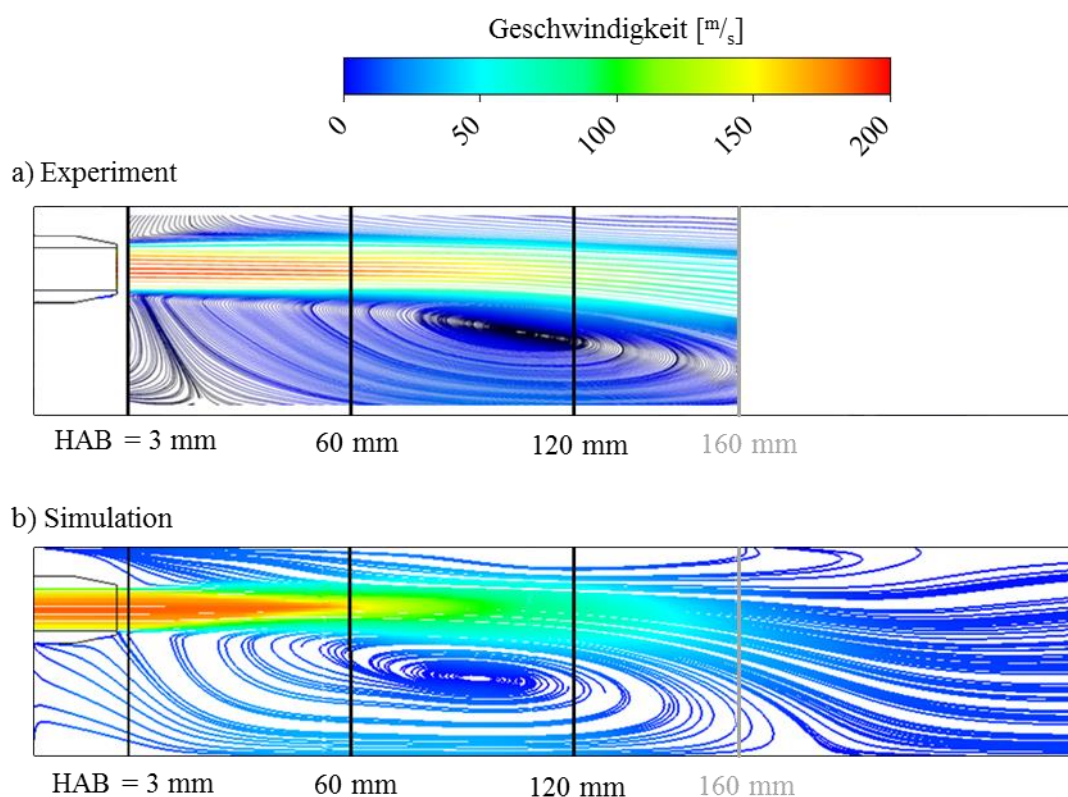 Geschwindigkeit [m/s]
0 50 100 150 200
a) Experiment
HAB = 3 mm 60 mm 120 mm 160 mm
b) Simulation
HAB = 3 mm 60 mm 120 mm 160 mm